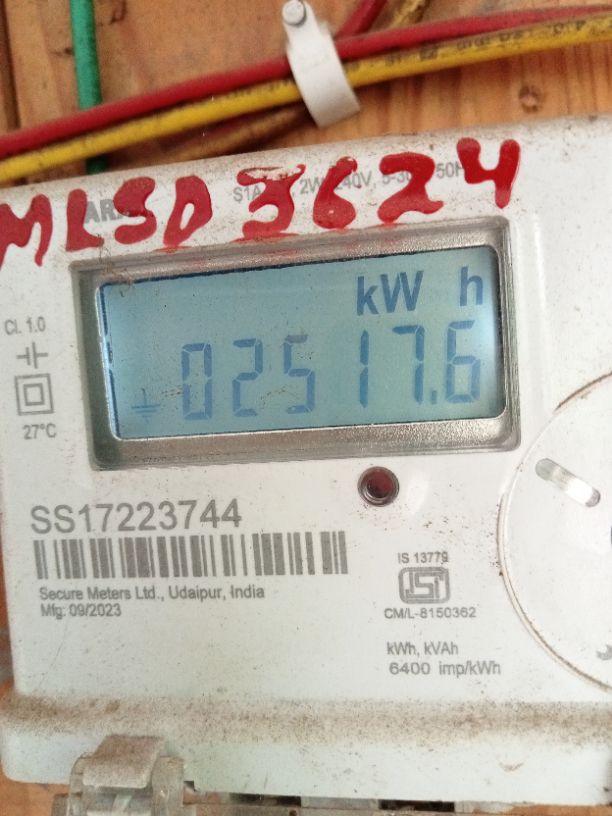 MLSD 3624
Cl. 1.0
27°C
kW h
02517.6
SS17223744
Secure Meters Ltd., Udaipur, India
Mfg: 09/2023
IS 13779
CM/L-8150362
kWh, kVAh
6400 imp/kWh